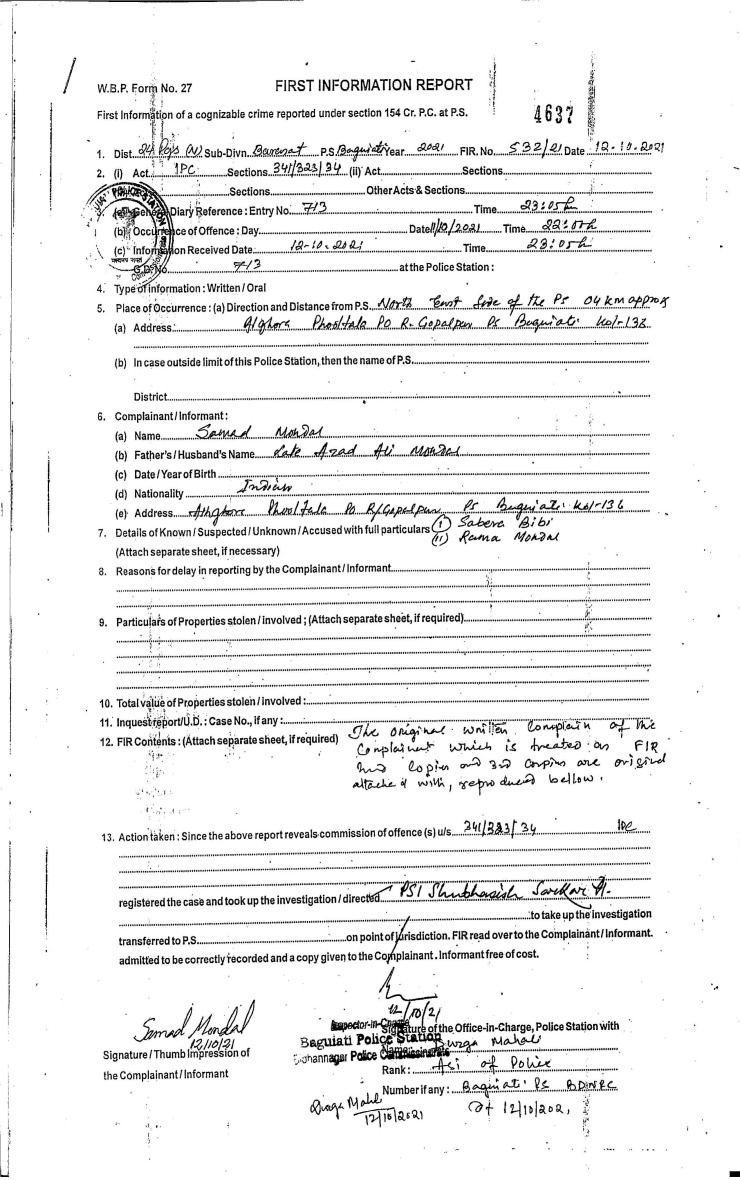 W.B.P. Form No. 27
FIRST INFORMATION REPORT
First Information of a cognizable crime reported under section 154 Cr. P.C. at P.S.
4637
1. Dist. 24 Pgs (N) Sub-Divn. Barasat P.S. Baguiati Year 2021 FIR. No. 532/21 Date 12-10-2021
2. (i) Act IPC Sections 341/323/34 (ii) Act Sections
Sections Other Acts & Sections
3. (a) General Diary Reference : Entry No. 713 Time 23:05h
(b) Occurrence of Offence : Day Date 11/10/2021 Time 22:05h
(c) Information Received Date 12-10-2021 Time 23:05h
G.D. No. 713 at the Police Station :
4. Type of information : Written / Oral
5. Place of Occurrence : (a) Direction and Distance from P.S. North East Side of the PS 04 km approx
(a) Address PO R. Gopalpur PS Baguiati Kol-136
(b) In case outside limit of this Police Station, then the name of P.S.
District
6. Complainant / Informant :
(a) Name Samad Mondal
(b) Father's / Husband's Name Late Azad Ali Mondal
(c) Date / Year of Birth
(d) Nationality Indian
(e) Address PO R/Gopalpur PS Baguiati Kol-136
7. Details of Known / Suspected / Unknown / Accused with full particulars (i) Sabera Bibi
(Attach separate sheet, if necessary) (ii) Rama Mondal
8. Reasons for delay in reporting by the Complainant / Informant
9. Particulars of Properties stolen / involved ; (Attach separate sheet, if required)
10. Total value of Properties stolen / involved :
11. Inquest report/U.D. : Case No., if any :
12. FIR Contents : (Attach separate sheet, if required) The original written Complain of the
Complainent which is treated as FIR
and copies are original
attached with, reproduced bellow.
13. Action taken : Since the above report reveals commission of offence (s) u/s 341/323/34 IPC
registered the case and took up the investigation / directed PSI Shubhasish Sarkar
to take up the investigation
transferred to P.S. on point of jurisdiction. FIR read over to the Complainant / Informant.
admitted to be correctly recorded and a copy given to the Complainant . Informant free of cost.
12/10/21
Samad Mondal
12/10/21
Signature / Thumb Impression of
the Complainant / Informant
Inspector-in-Charge
Baguiati Police Station
Bidhannagar Police Commissionerate
Signature of the Office-in-Charge, Police Station with
Name: Durga Mahali
Rank : ASI of Police
Number if any : Baguiati PS BDNPC
12/10/2021
Dt 12/10/2021